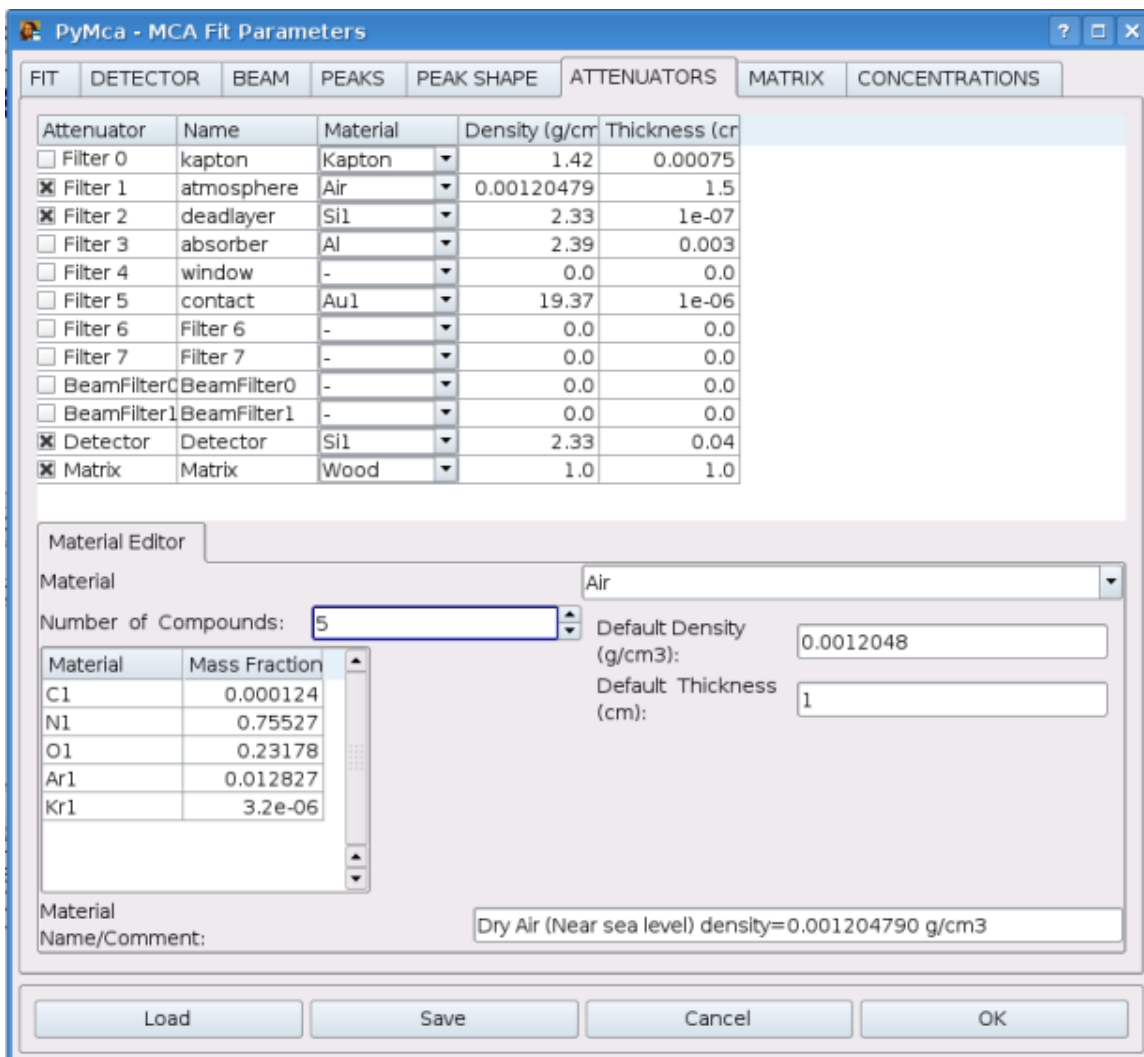 PyMca - MCA Fit Parameters
FIT DETECTOR BEAM PEAKS PEAK SHAPE ATTENUATORS MATRIX CONCENTRATIONS
Attenuator Name Material Density (g/cm Thickness (cr
Filter 0 kapton Kapton 1.42 0.00075
Filter 1 atmosphere Air 0.00120479 1.5
Filter 2 deadlayer Si1 2.33 1e-07
Filter 3 absorber Al 2.39 0.003
Filter 4 window - 0.0 0.0
Filter 5 contact Au1 19.37 1e-06
Filter 6 Filter 6 - 0.0 0.0
Filter 7 Filter 7 - 0.0 0.0
BeamFilter0 BeamFilter0 - 0.0 0.0
BeamFilter1 BeamFilter1 - 0.0 0.0
Detector Detector Si1 2.33 0.04
Matrix Matrix Wood 1.0 1.0
Material Editor
Material Air
Number of Compounds: 5
Default Density
(g/cm3): 0.0012048
Default Thickness
(cm): 1
Material Mass Fraction
C1 0.000124
N1 0.75527
O1 0.23178
Ar1 0.012827
Kr1 3.2e-06
Material
Name/Comment: Dry Air (Near sea level) density=0.001204790 g/cm3
Load Save Cancel OK